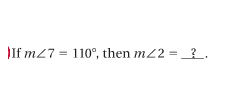 If m∠7 = 110°, then m∠2 = ?.